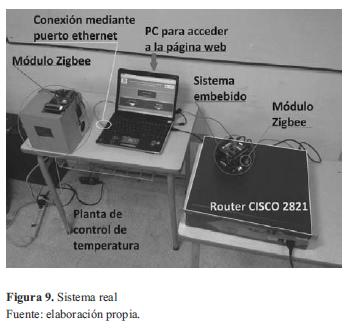 Conexión mediante
puerto ethernet
PC para acceder
a la página web
Módulo Zigbee
Sistema
embebido
Módulo
Zigbee
Planta de
control de
temperatura
Router CISCO 2821
Figura 9. Sistema real
Fuente: elaboración propia.